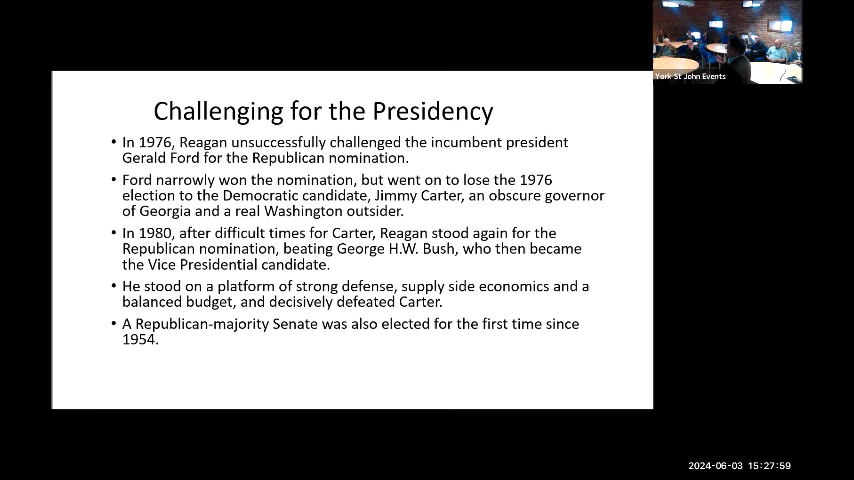 York St John Events
Challenging for the Presidency
• In 1976, Reagan unsuccessfully challenged the incumbent president
Gerald Ford for the Republican nomination.
• Ford narrowly won the nomination, but went on to lose the 1976
election to the Democratic candidate, Jimmy Carter, an obscure governor
of Georgia and a real Washington outsider.
• In 1980, after difficult times for Carter, Reagan stood again for the
Republican nomination, beating George H.W. Bush, who then became
the Vice Presidential candidate.
• He stood on a platform of strong defense, supply side economics and a
balanced budget, and decisively defeated Carter.
• A Republican-majority Senate was also elected for the first time since
1954.
2024-06-03 15:27:59